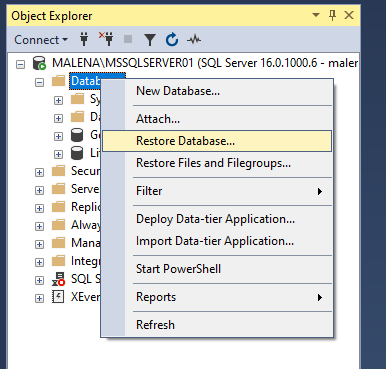 Object Explorer
Connect
MALENA\MSSQLSERVER01 (SQL Server 16.0.1000.6 - maler
Datab
New Database...
Attach...
Restore Database...
Restore Files and Filegroups...
Filter
Deploy Data-tier Application...
Import Data-tier Application...
Start PowerShell
Reports
Refresh
Sy
Da
Ge
Li
Secur
Serve
Replic
Alway
Mana
Integr
SQL S
XEver